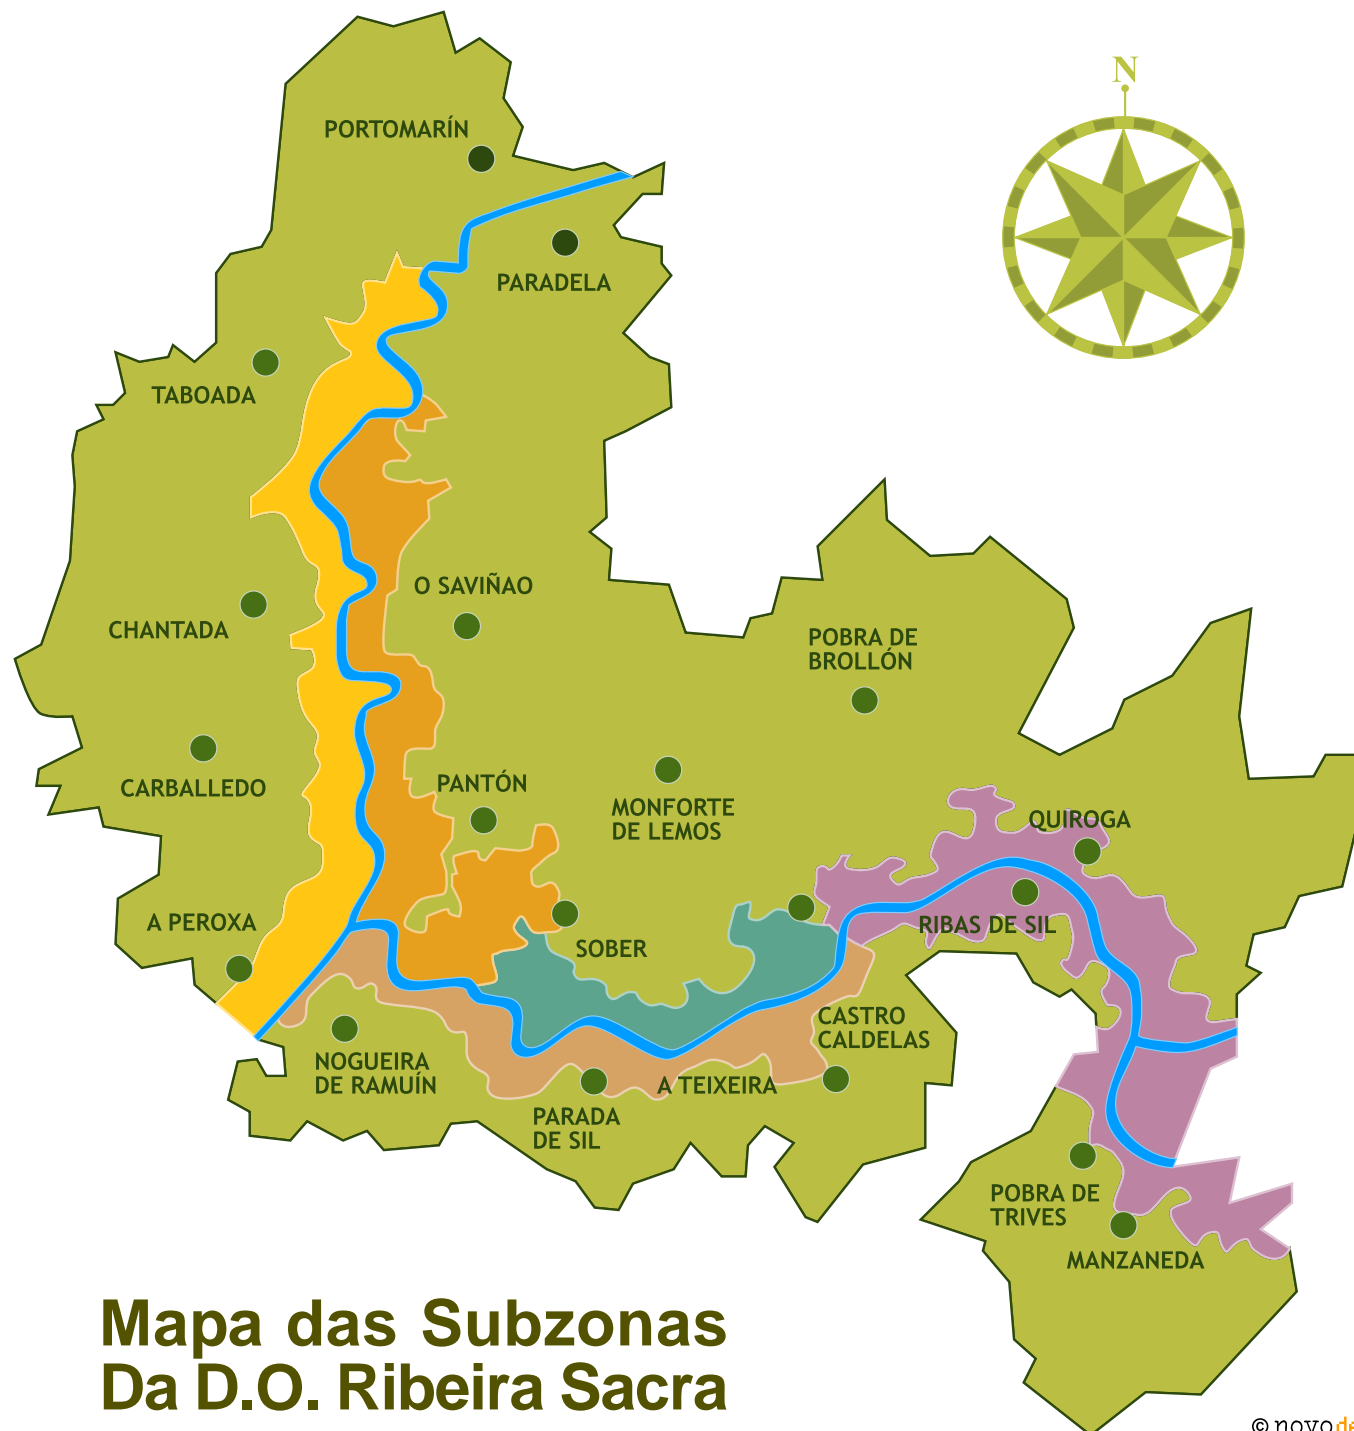 N
PORTOMARÍN
PARADELA
TABOADA
O SAVIÑAO
CHANTADA
POBRA DE
BROLLÓN
CARBALLEDO
PANTÓN
MONFORTE
DE LEMOS
QUIROGA
A PEROXA
RIBAS DE SIL
SOBER
CASTRO
CALDELAS
NOGUEIRA
DE RAMUÍN
A TEIXEIRA
PARADA
DE SIL
POBRA DE
TRIVES
MANZANEDA
Mapa das Subzonas
Da D.O. Ribeira Sacra
© novode